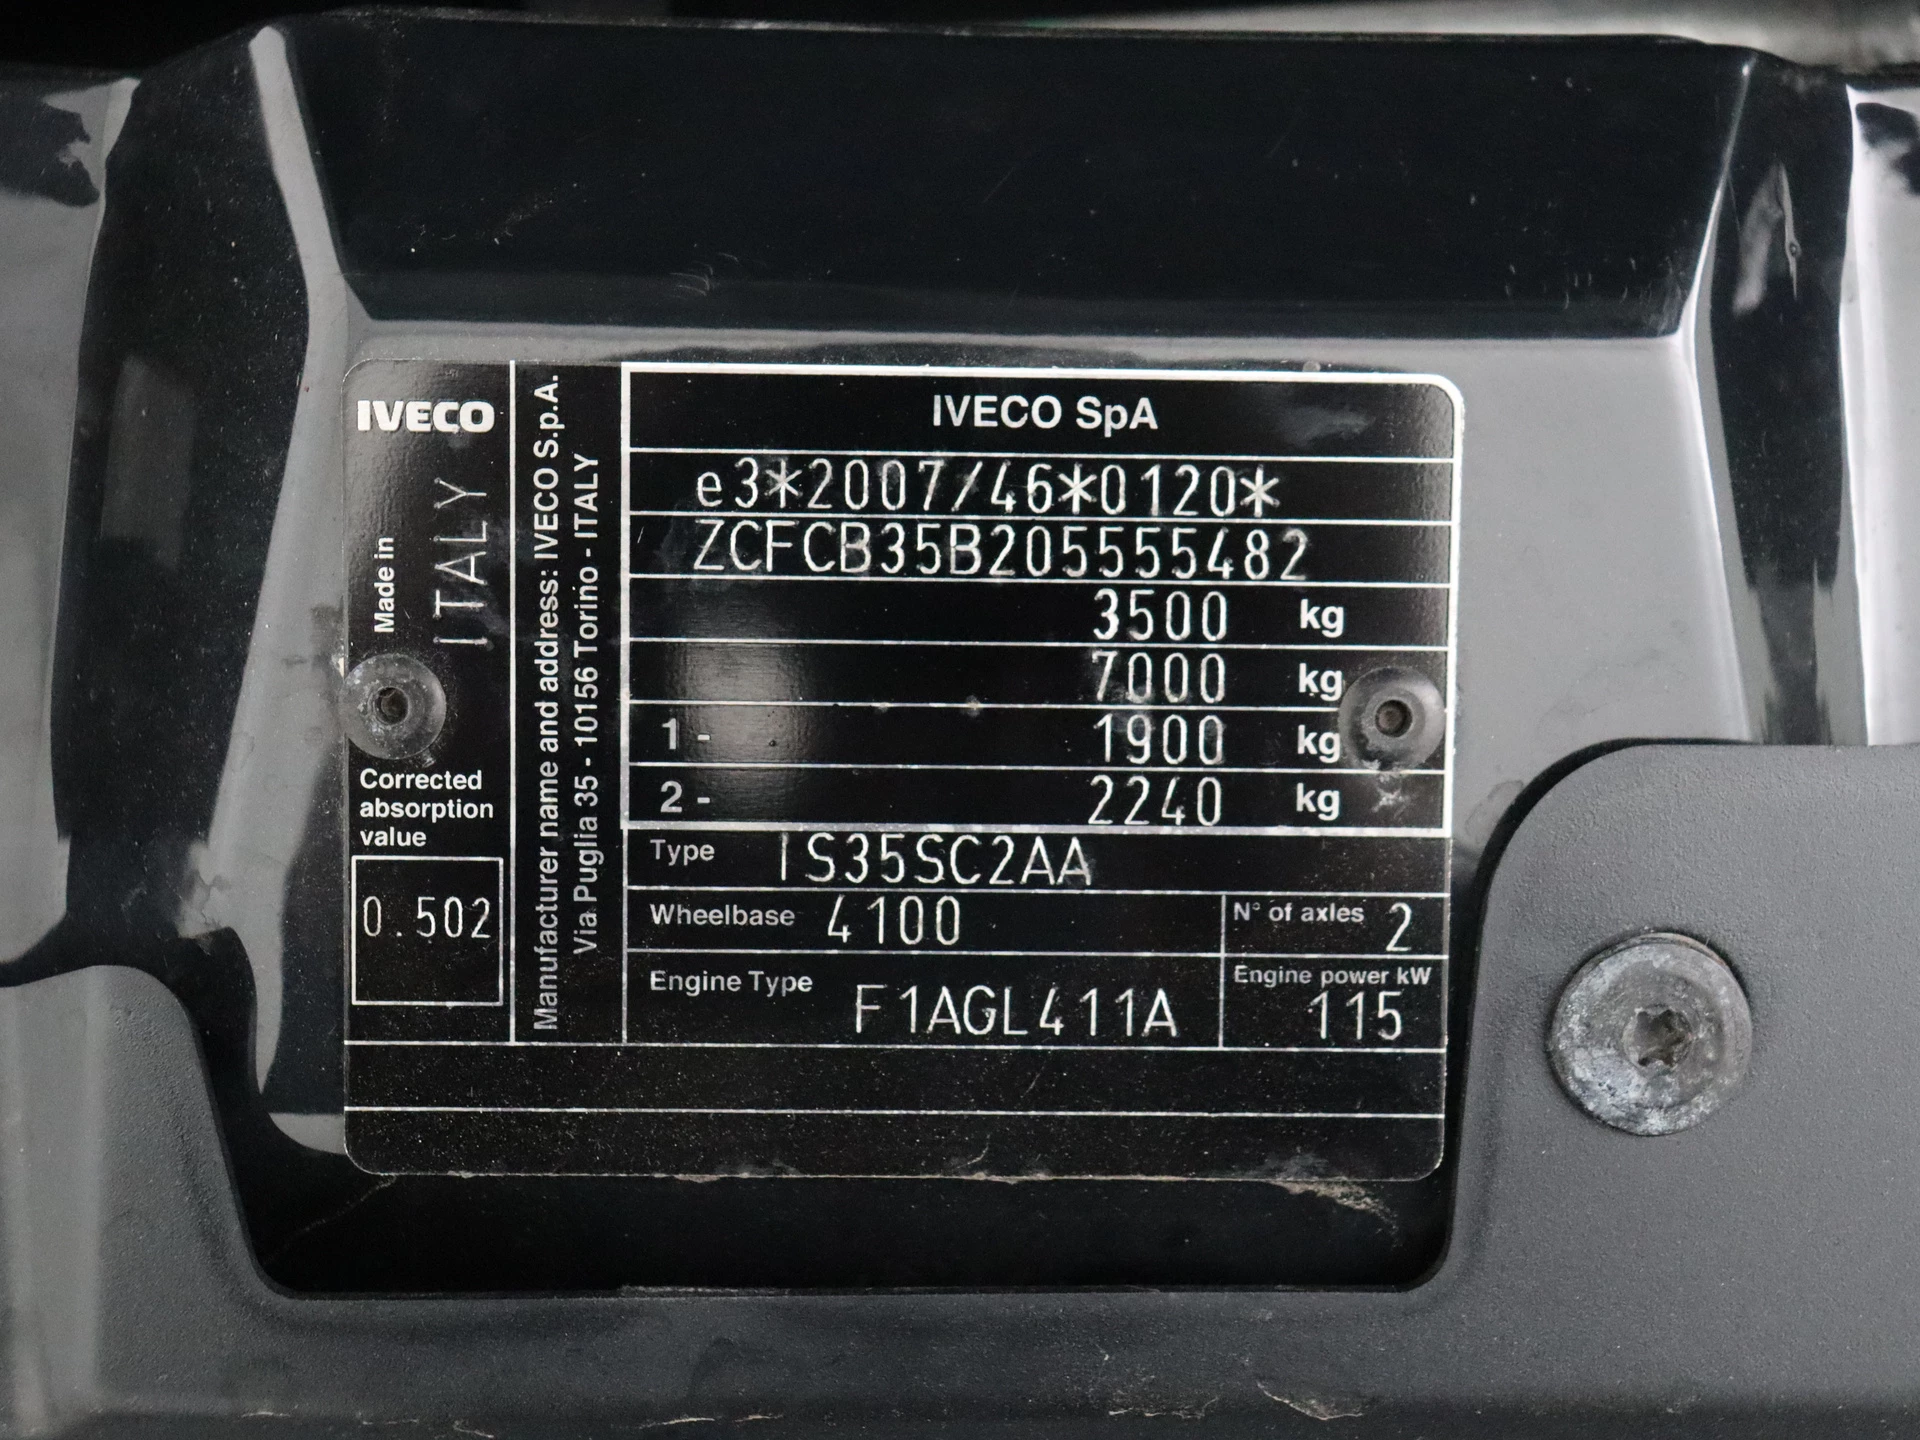 IVECO
Made in
ITALY
Corrected
absorption
value
0.502
Manufacturer name and address: IVECO S.p.A.
Via Puglia 35 - 10156 Torino - ITALY
IVECO SpA
e3*2007/46*0120*
ZCFCB35B205555482
3500 kg
7000 kg
1 - 1900 kg
2 - 2240 kg
Type IS35SC2AA
Wheelbase 4100
N° of axles 2
Engine Type F1AGL411A
Engine power kW
115